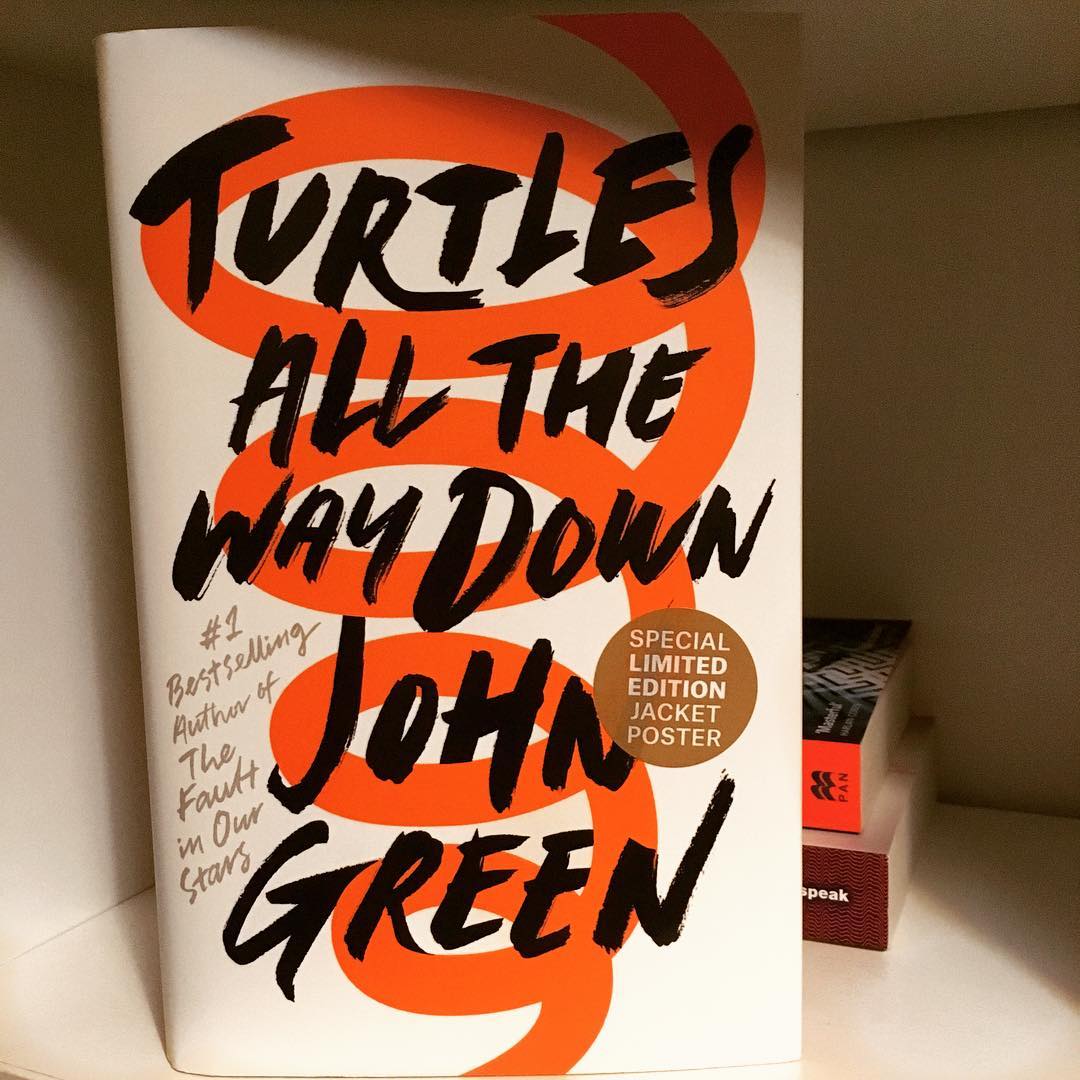 TURTLES
ALL THE
WAY DOWN
JOHN
GREEN
#1
Bestselling
Author of
The
Fault
in Our
Stars
SPECIAL
LIMITED
EDITION
JACKET
POSTER
"Masterful"
PAN
speak